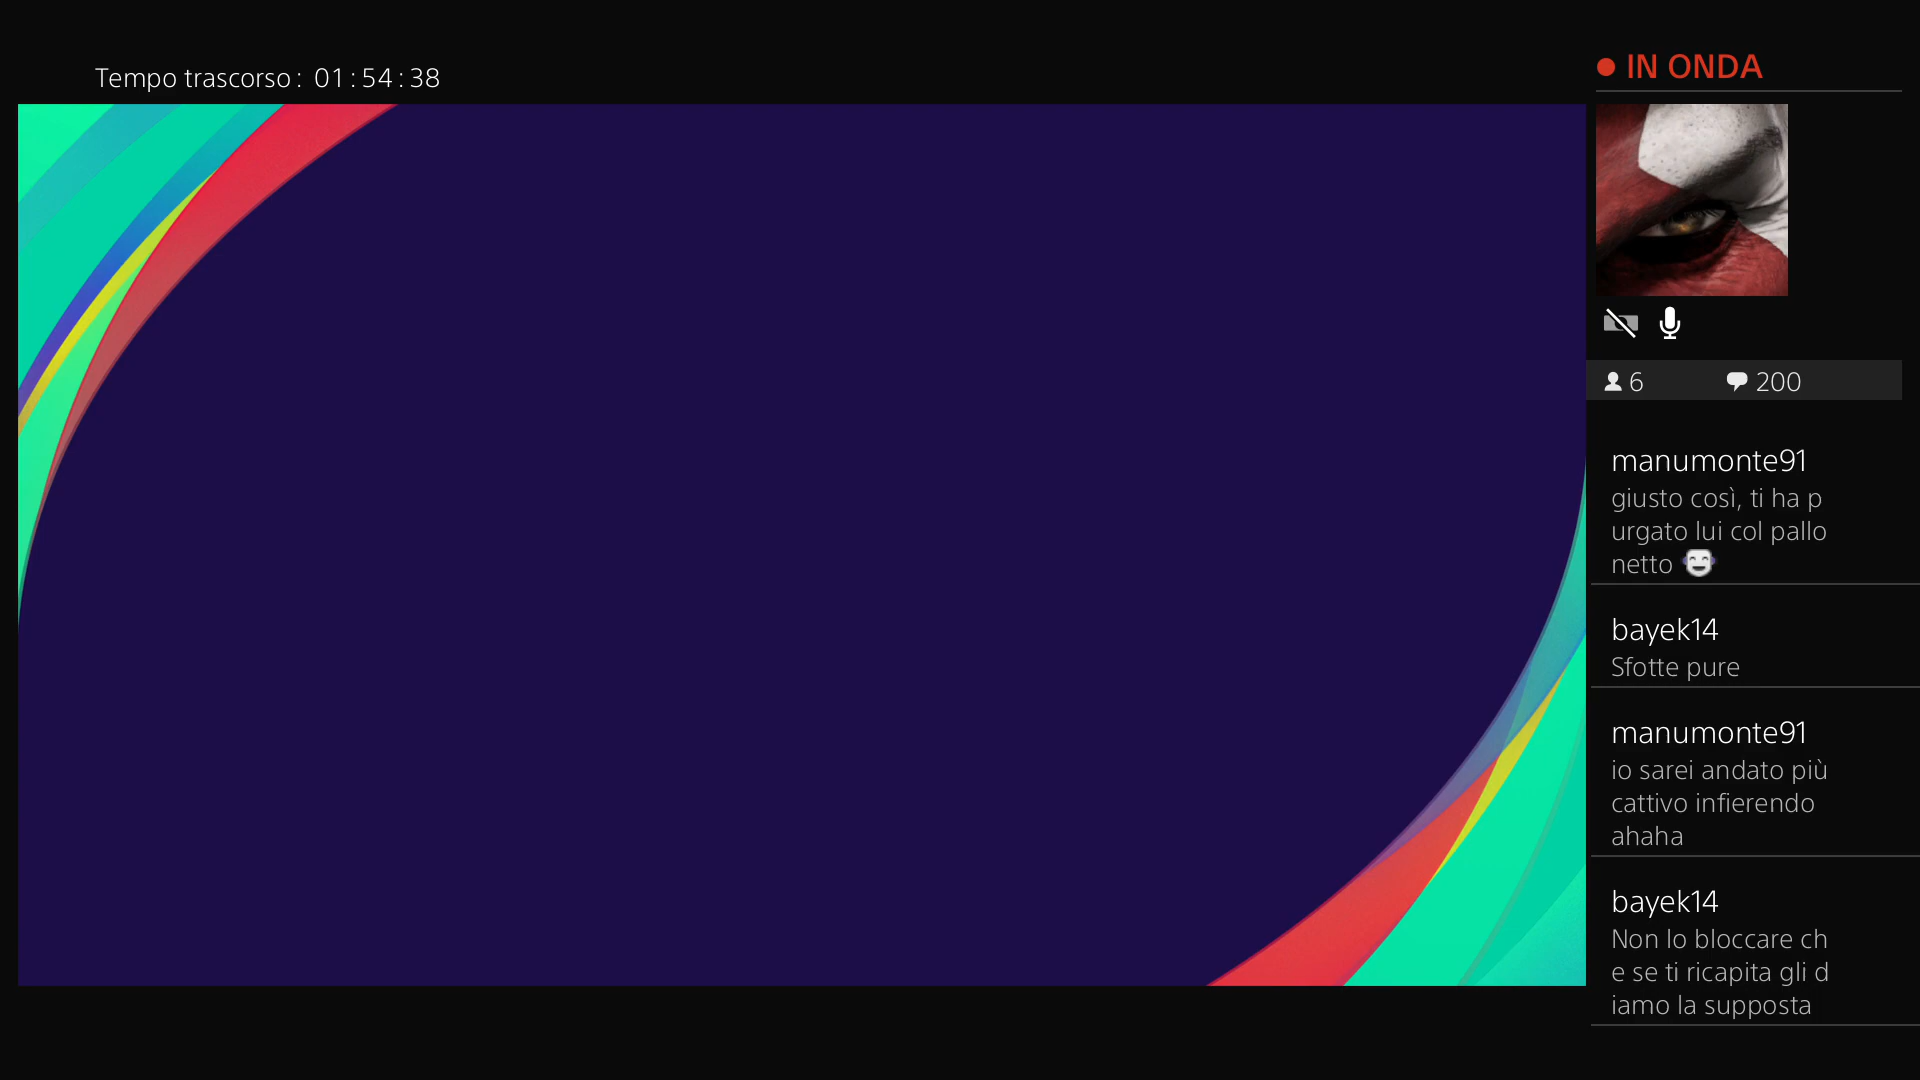 Tempo trascorso: 01:54:38
IN ONDA
6
200
manumonte91
giusto così, ti ha p
urgato lui col pallo
netto
bayek14
Sfotte pure
manumonte91
io sarei andato più
cattivo infierendo
ahaha
bayek14
Non lo bloccare ch
e se ti ricapita gli d
iamo la supposta